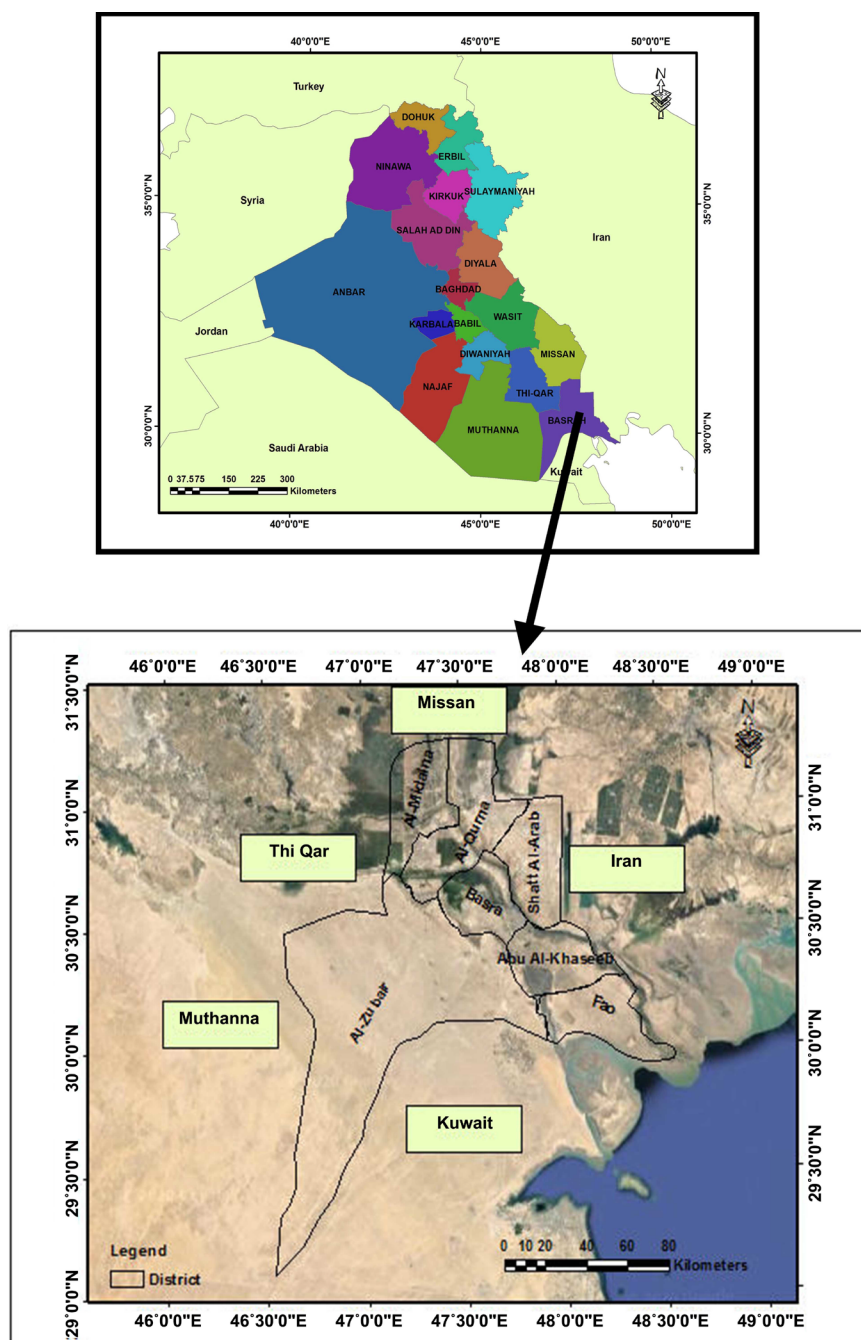 40°0'0"E 45°0'0"E 50°0'0"E
N
Turkey
DOHUK
ERBIL
NINAWA
SULAYMANIYAH
KIRKUK
35°0'0"N
35°0'0"N
Syria
SALAH AD DIN
Iran
DIYALA
BAGHDAD
ANBAR
WASIT
KARBALA
BABIL
Jordan
DIWANIYAH
MISSAN
NAJAF
THI-QAR
BASRAH
MUTHANNA
30°0'0"N
30°0'0"N
Saudi Arabia
Kuwait
0 37.575 150 225 300
Kilometers
40°0'0"E 45°0'0"E 50°0'0"E
46°0'0"E 46°30'0"E 47°0'0"E 47°30'0"E 48°0'0"E 48°30'0"E 49°0'0"E
31°30'0"N
Missan
N
Al-Midaina
31°0'0"N
31°0'0"N
Al-Qurna
Shatt Al-Arab
Thi Qar
Iran
Basra
30°30'0"N
30°30'0"N
Abu Al-Khaseeb
Al-Zubair
Fao
Muthanna
30°0'0"N
30°0'0"N
Kuwait
29°30'0"N
29°30'0"N
Legend
District
0 10 20 40 60 80
Kilometers
29°0'0"N
46°0'0"E 46°30'0"E 47°0'0"E 47°30'0"E 48°0'0"E 48°30'0"E 49°0'0"E